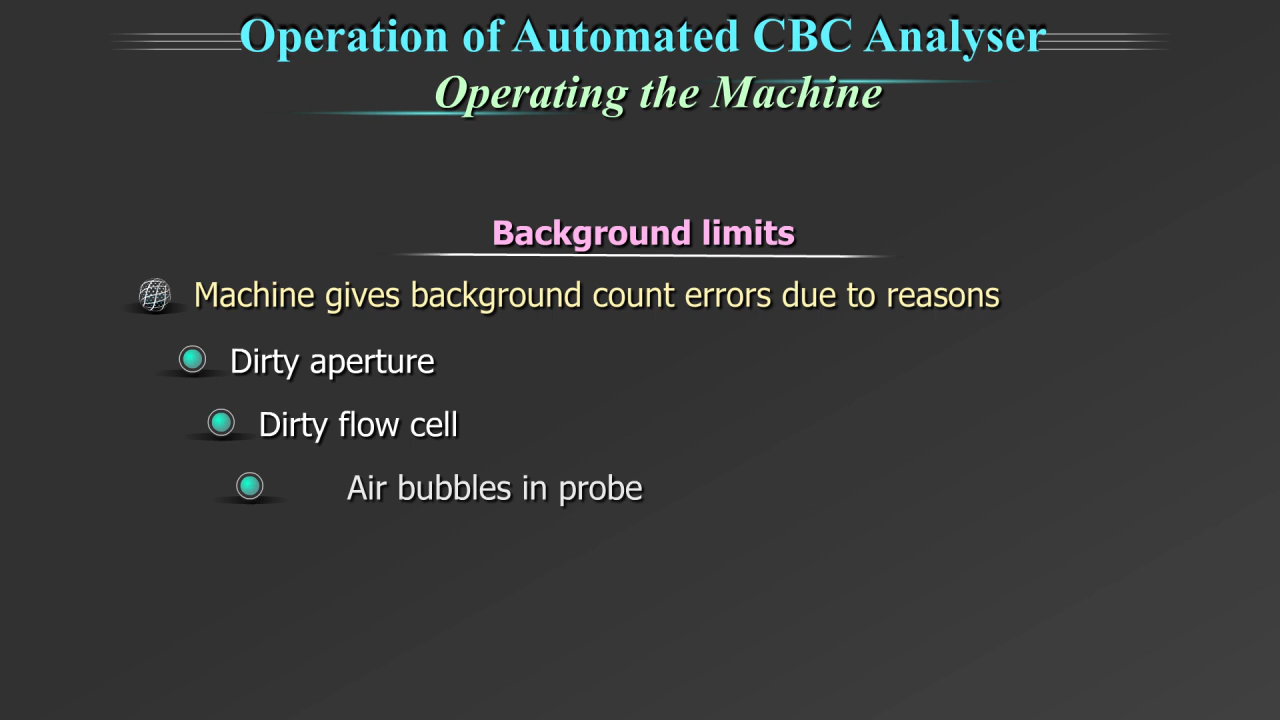 Operation of Automated CBC Analyser
Operating the Machine
Background limits
Machine gives background count errors due to reasons
Dirty aperture
Dirty flow cell
Air bubbles in probe